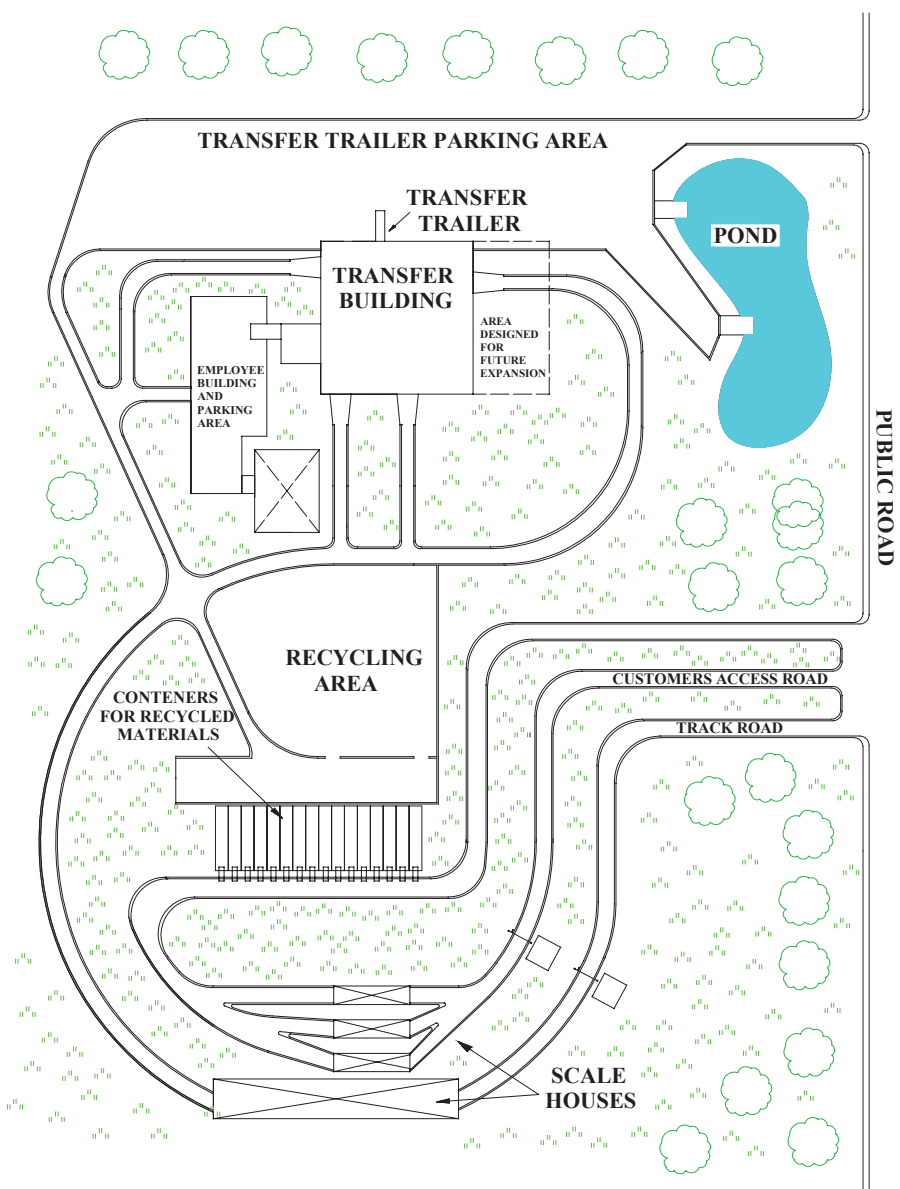 TRANSFER TRAILER PARKING AREA
TRANSFER
TRAILER
POND
TRANSFER
BUILDING
AREA
DESIGNED
FOR
FUTURE
EXPANSION
EMPLOYEE
BUILDING
AND
PARKING
AREA
PUBLIC ROAD
RECYCLING
AREA
CONTENERS
FOR RECYCLED
MATERIALS
CUSTOMERS ACCESS ROAD
TRACK ROAD
SCALE
HOUSES